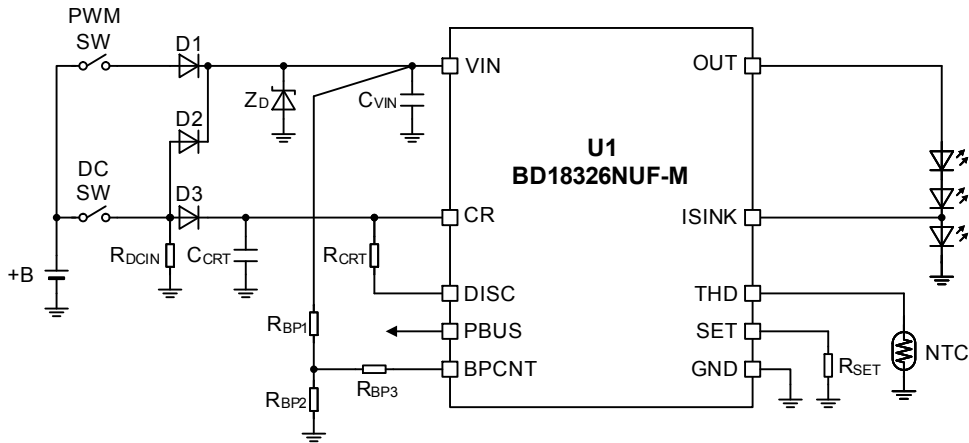 PWM
SW
D1
VIN
OUT
ZD
CVIN
D2
U1
BD18326NUF-M
DC
SW
D3
CR
ISINK
RDCIN
CCRT
RCRT
+B
DISC
THD
RBP1
PBUS
SET
NTC
BPCNT
GND
RSET
RBP2
RBP3